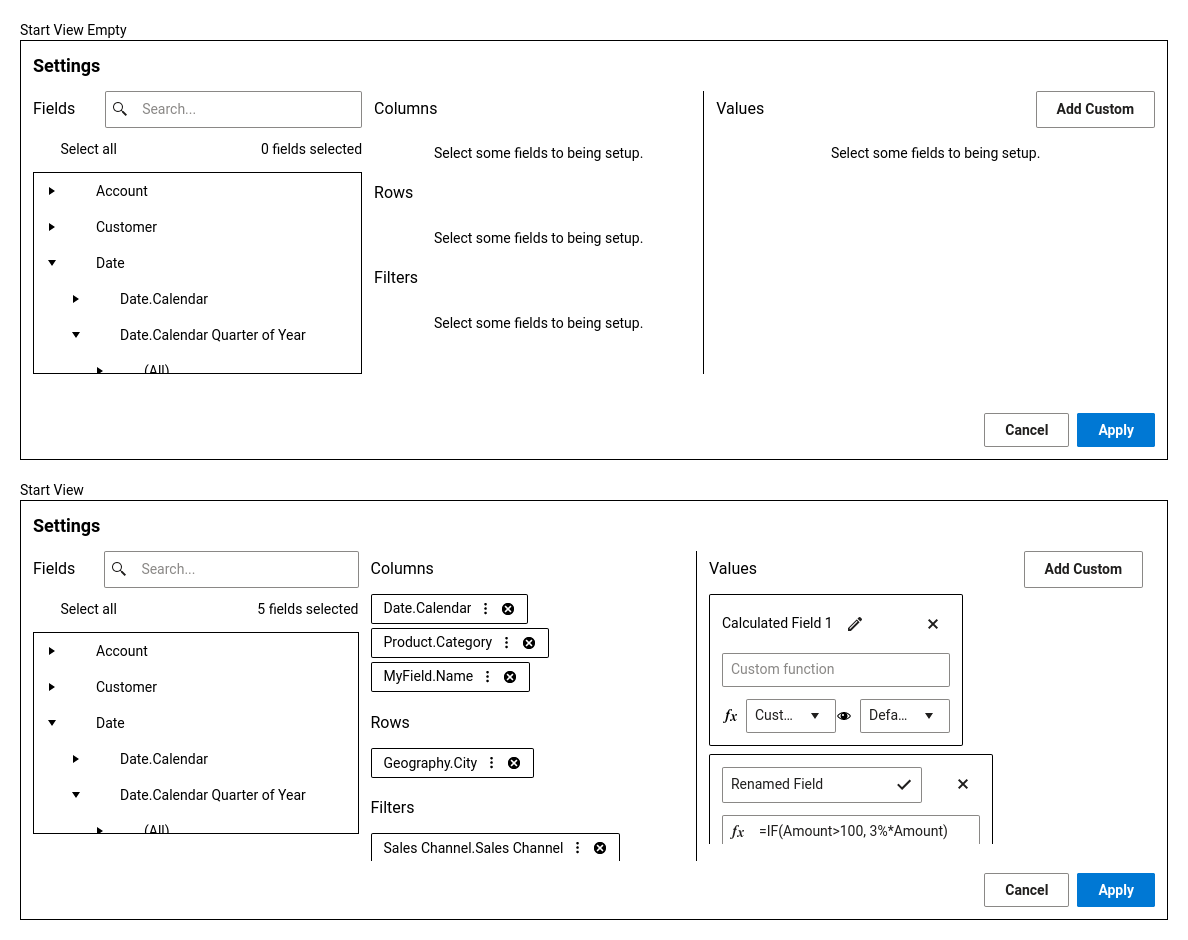 Start View Empty
Settings
Fields
Search...
Select all
0 fields selected
Account
Customer
Date
Date.Calendar
Date.Calendar Quarter of Year
(All)
Columns
Select some fields to being setup.
Rows
Select some fields to being setup.
Filters
Select some fields to being setup.
Values
Add Custom
Select some fields to being setup.
Cancel
Apply
Start View
Settings
Fields
Search...
Select all
5 fields selected
Account
Customer
Date
Date.Calendar
Date.Calendar Quarter of Year
(All)
Columns
Date.Calendar
Product.Category
MyField.Name
Rows
Geography.City
Filters
Sales Channel.Sales Channel
Values
Add Custom
Calculated Field 1
Custom function
fx Cust... Defa...
Renamed Field
fx =IF(Amount>100, 3%*Amount)
Cancel
Apply